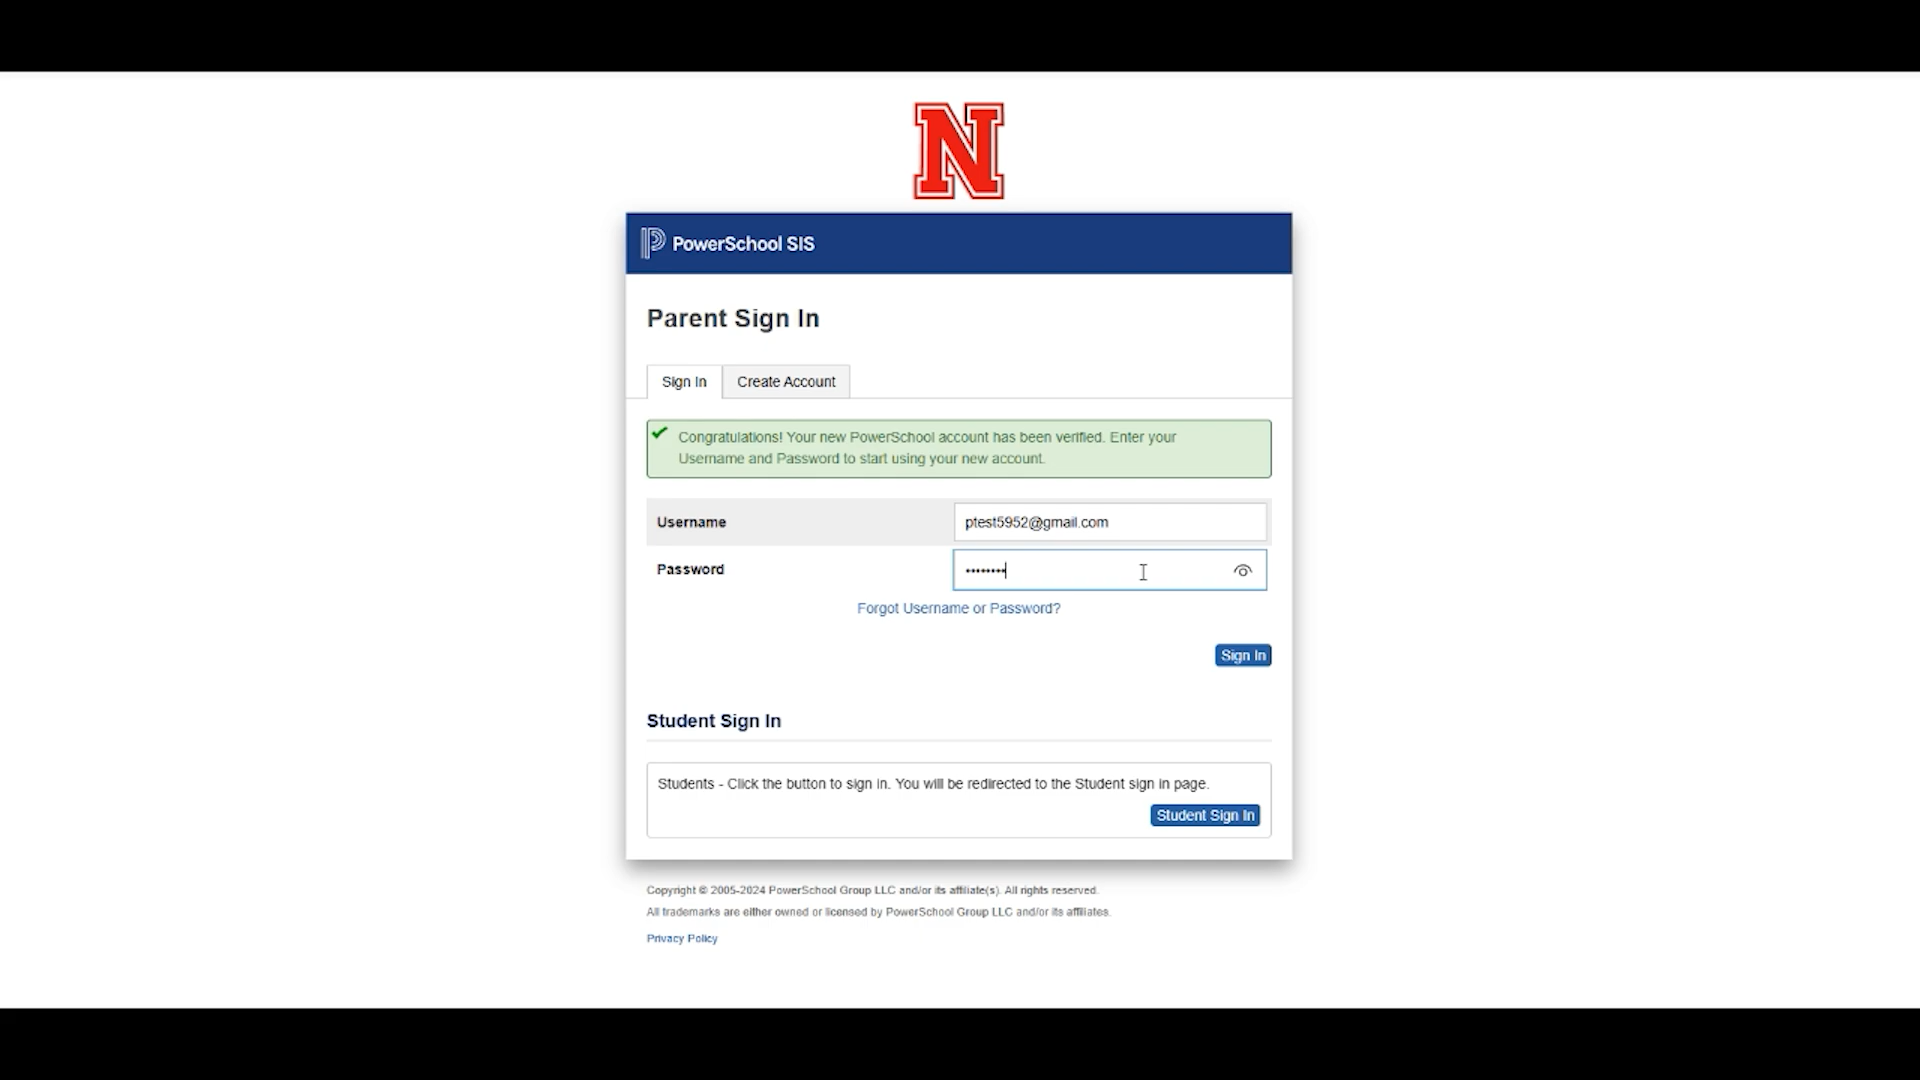 N
PowerSchool SIS
Parent Sign In
Sign In
Create Account
Congratulations! Your new PowerSchool account has been verified. Enter your
Username and Password to start using your new account.
Username
ptest5952@gmail.com
Password
Forgot Username or Password?
Sign In
Student Sign In
Students - Click the button to sign in. You will be redirected to the Student sign in page.
Student Sign In
Copyright © 2005-2024 PowerSchool Group LLC and/or its affiliate(s). All rights reserved.
All trademarks are either owned or licensed by PowerSchool Group LLC and/or its affiliates.
Privacy Policy